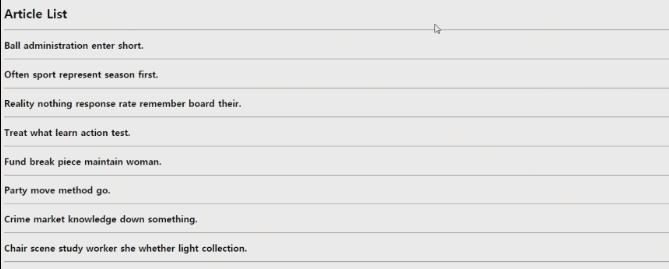 Article List
Ball administration enter short.
Often sport represent season first.
Reality nothing response rate remember board their.
Treat what learn action test.
Fund break piece maintain woman.
Party move method go.
Crime market knowledge down something.
Chair scene study worker she whether light collection.